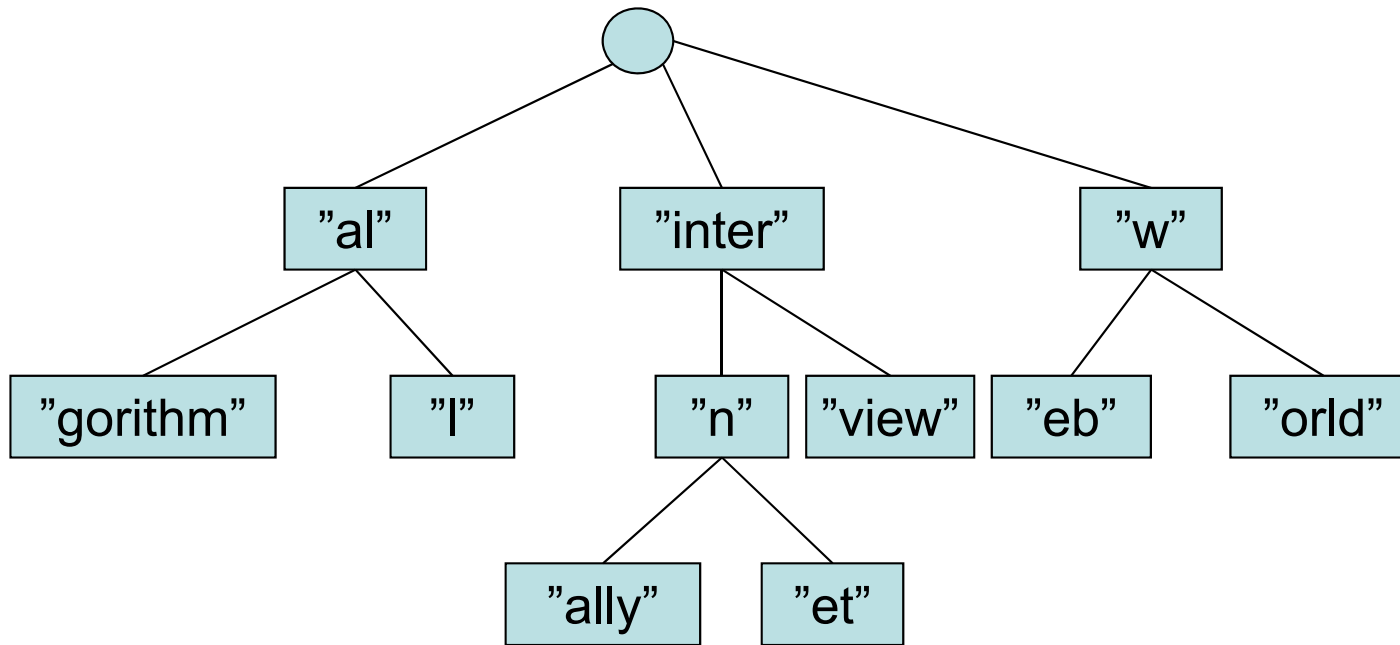 ”al” ”inter” ”w”
”gorithm” ”l” ”n” ”view” ”eb” ”orld”
”ally” ”et”